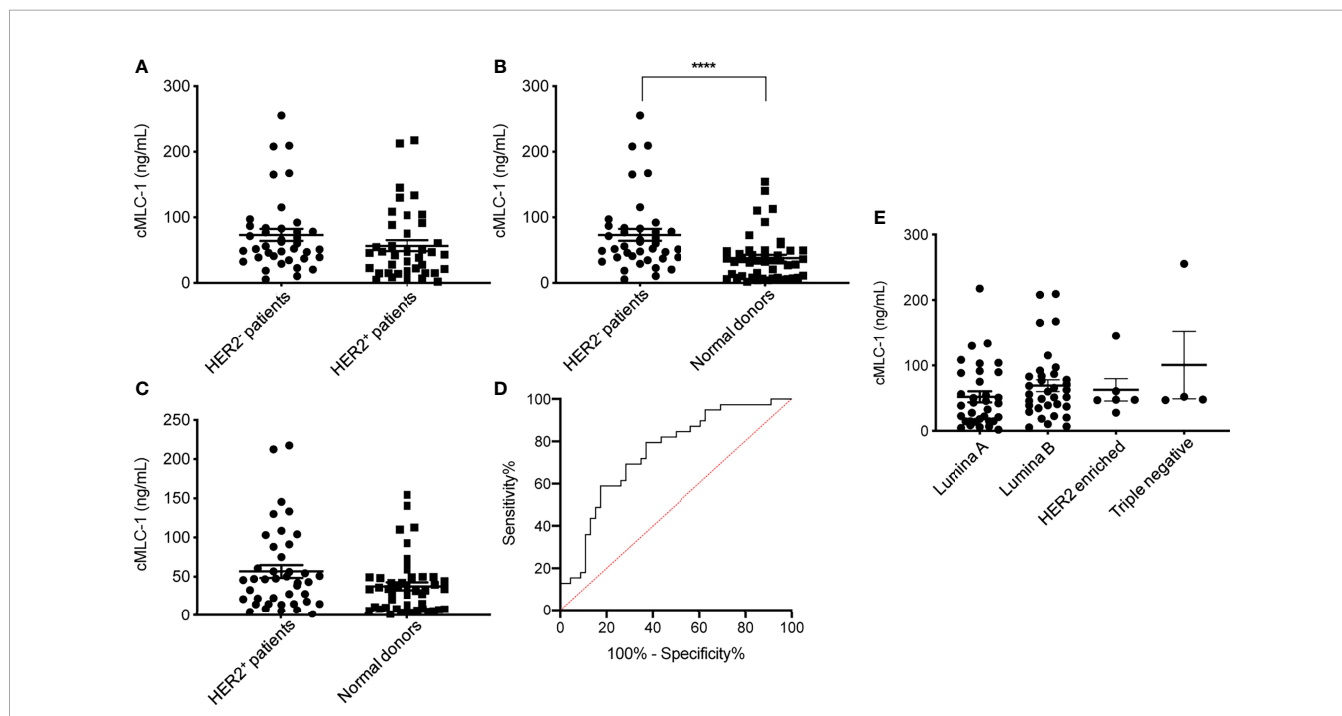 A
cMLC-1 (ng/mL)
300
200
100
0
HER2⁻ patients
HER2⁺ patients
B
****
cMLC-1 (ng/mL)
300
200
100
0
HER2⁻ patients
Normal donors
C
cMLC-1 (ng/mL)
250
200
150
100
50
0
HER2⁺ patients
Normal donors
D
Sensitivity%
100
80
60
40
20
0
0 20 40 60 80 100
100% - Specificity%
E
cMLC-1 (ng/mL)
300
200
100
0
Lumina A
Lumina B
HER2 enriched
Triple negative